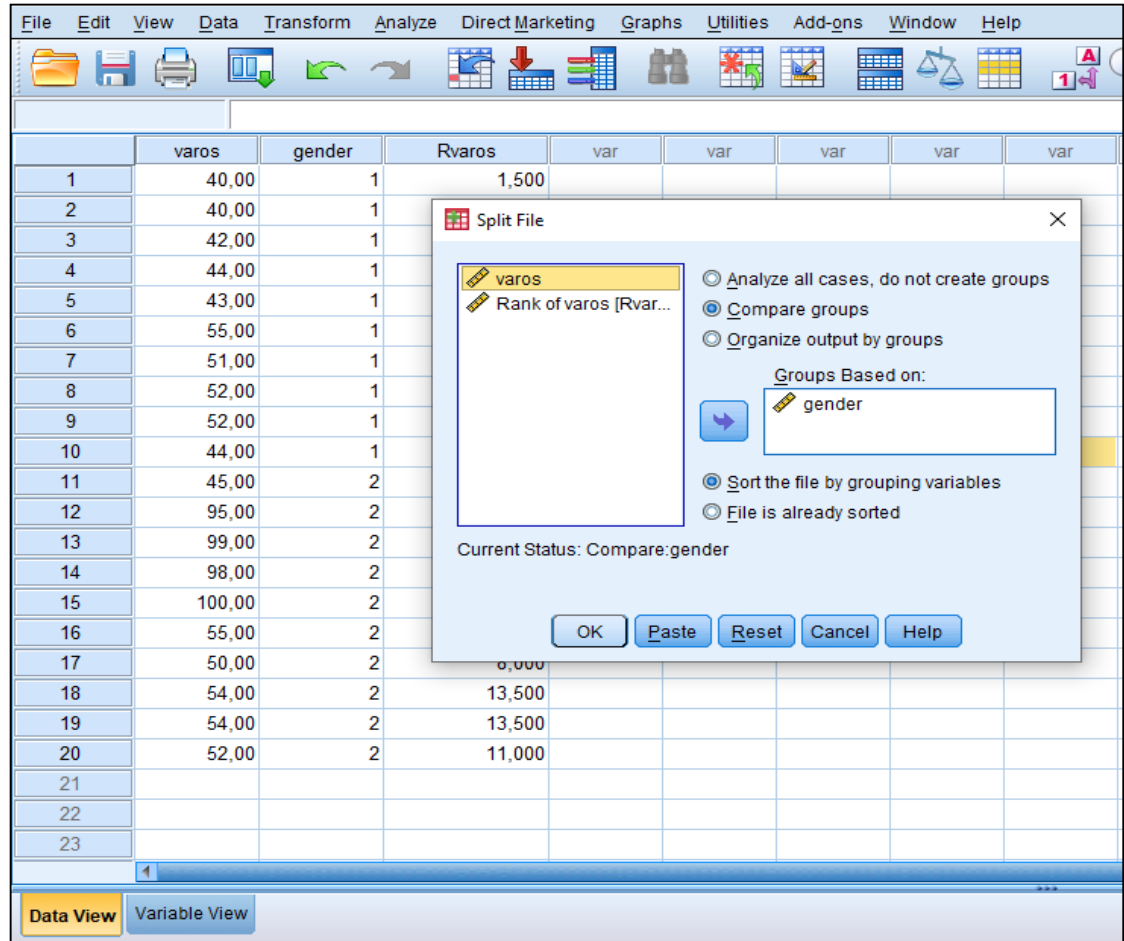 File Edit View Data Transform Analyze Direct Marketing Graphs Utilities Add-ons Window Help
A
1
varos gender Rvaros var var var var var
1 40,00 1 1,500
2 40,00 1
3 42,00 1
4 44,00 1
5 43,00 1
6 55,00 1
7 51,00 1
8 52,00 1
9 52,00 1
10 44,00 1
11 45,00 2
12 95,00 2
13 99,00 2
14 98,00 2
15 100,00 2
16 55,00 2
17 50,00 2
18 54,00 2 13,500
19 54,00 2 13,500
20 52,00 2 11,000
21
22
23
Split File
varos
Rank of varos [Rvar...
Analyze all cases, do not create groups
Compare groups
Organize output by groups
Groups Based on:
gender
Sort the file by grouping variables
File is already sorted
Current Status: Compare:gender
OK Paste Reset Cancel Help
Data View Variable View